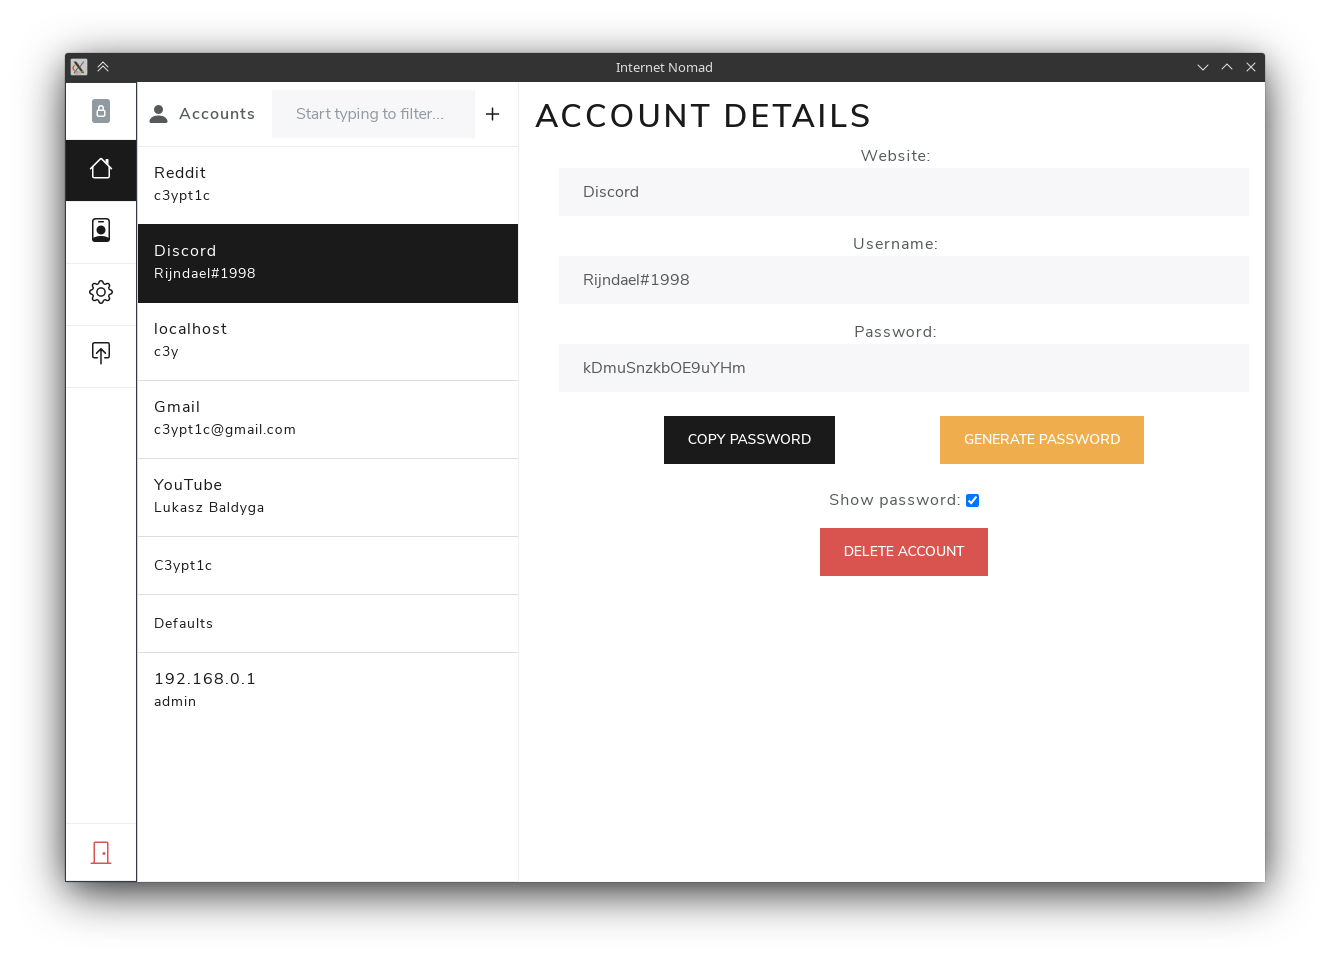 Internet Nomad
Accounts
Start typing to filter...
Reddit
c3ypt1c
Discord
Rijndael#1998
localhost
c3y
Gmail
c3ypt1c@gmail.com
YouTube
Lukasz Baldyga
C3ypt1c
Defaults
192.168.0.1
admin
ACCOUNT DETAILS
Website:
Discord
Username:
Rijndael#1998
Password:
kDmuSnzkbOE9uYHm
COPY PASSWORD
GENERATE PASSWORD
Show password:
DELETE ACCOUNT